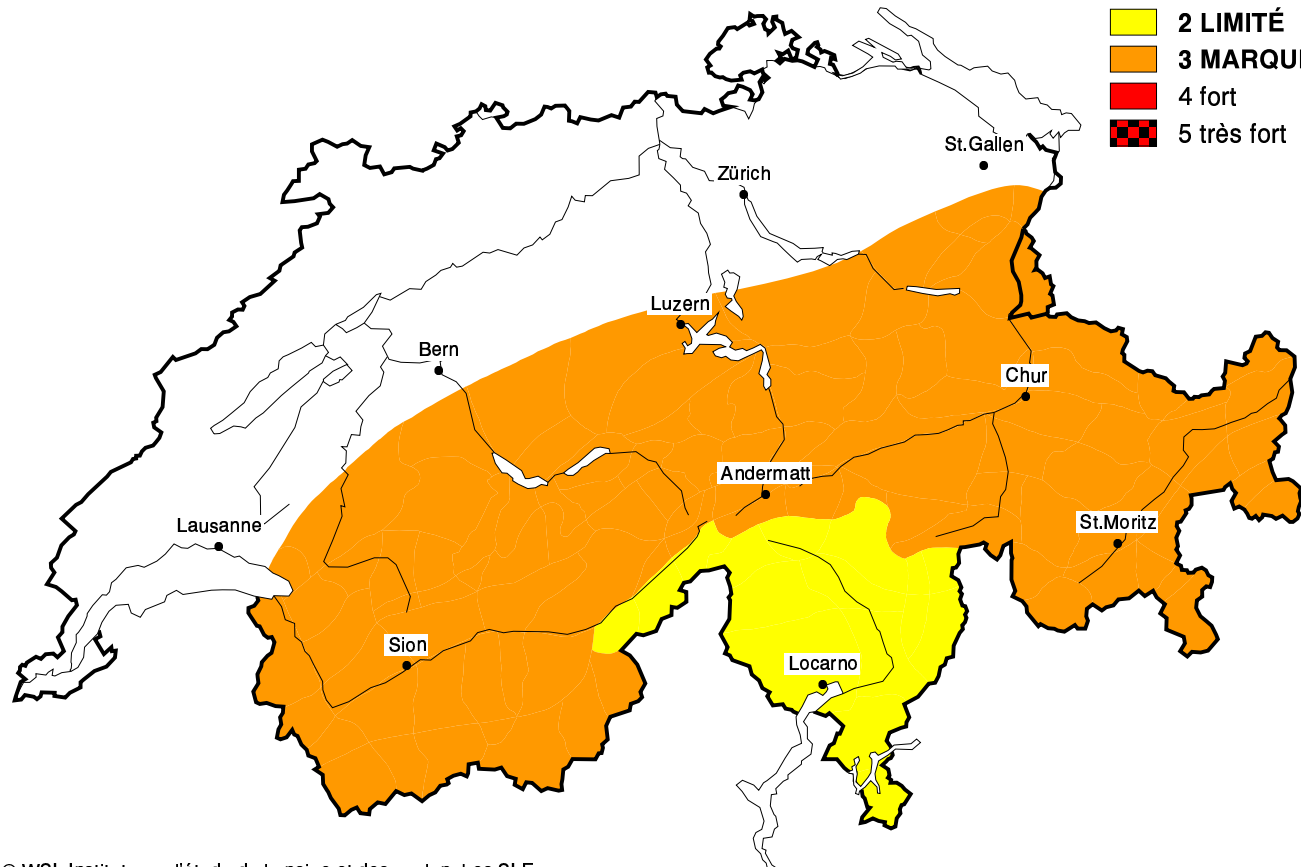 2 LIMITÉ
3 MARQU
4 fort
5 très fort
St.Gallen
Zürich
Luzern
Bern
Chur
Andermatt
Lausanne
St.Moritz
Sion
Locarno